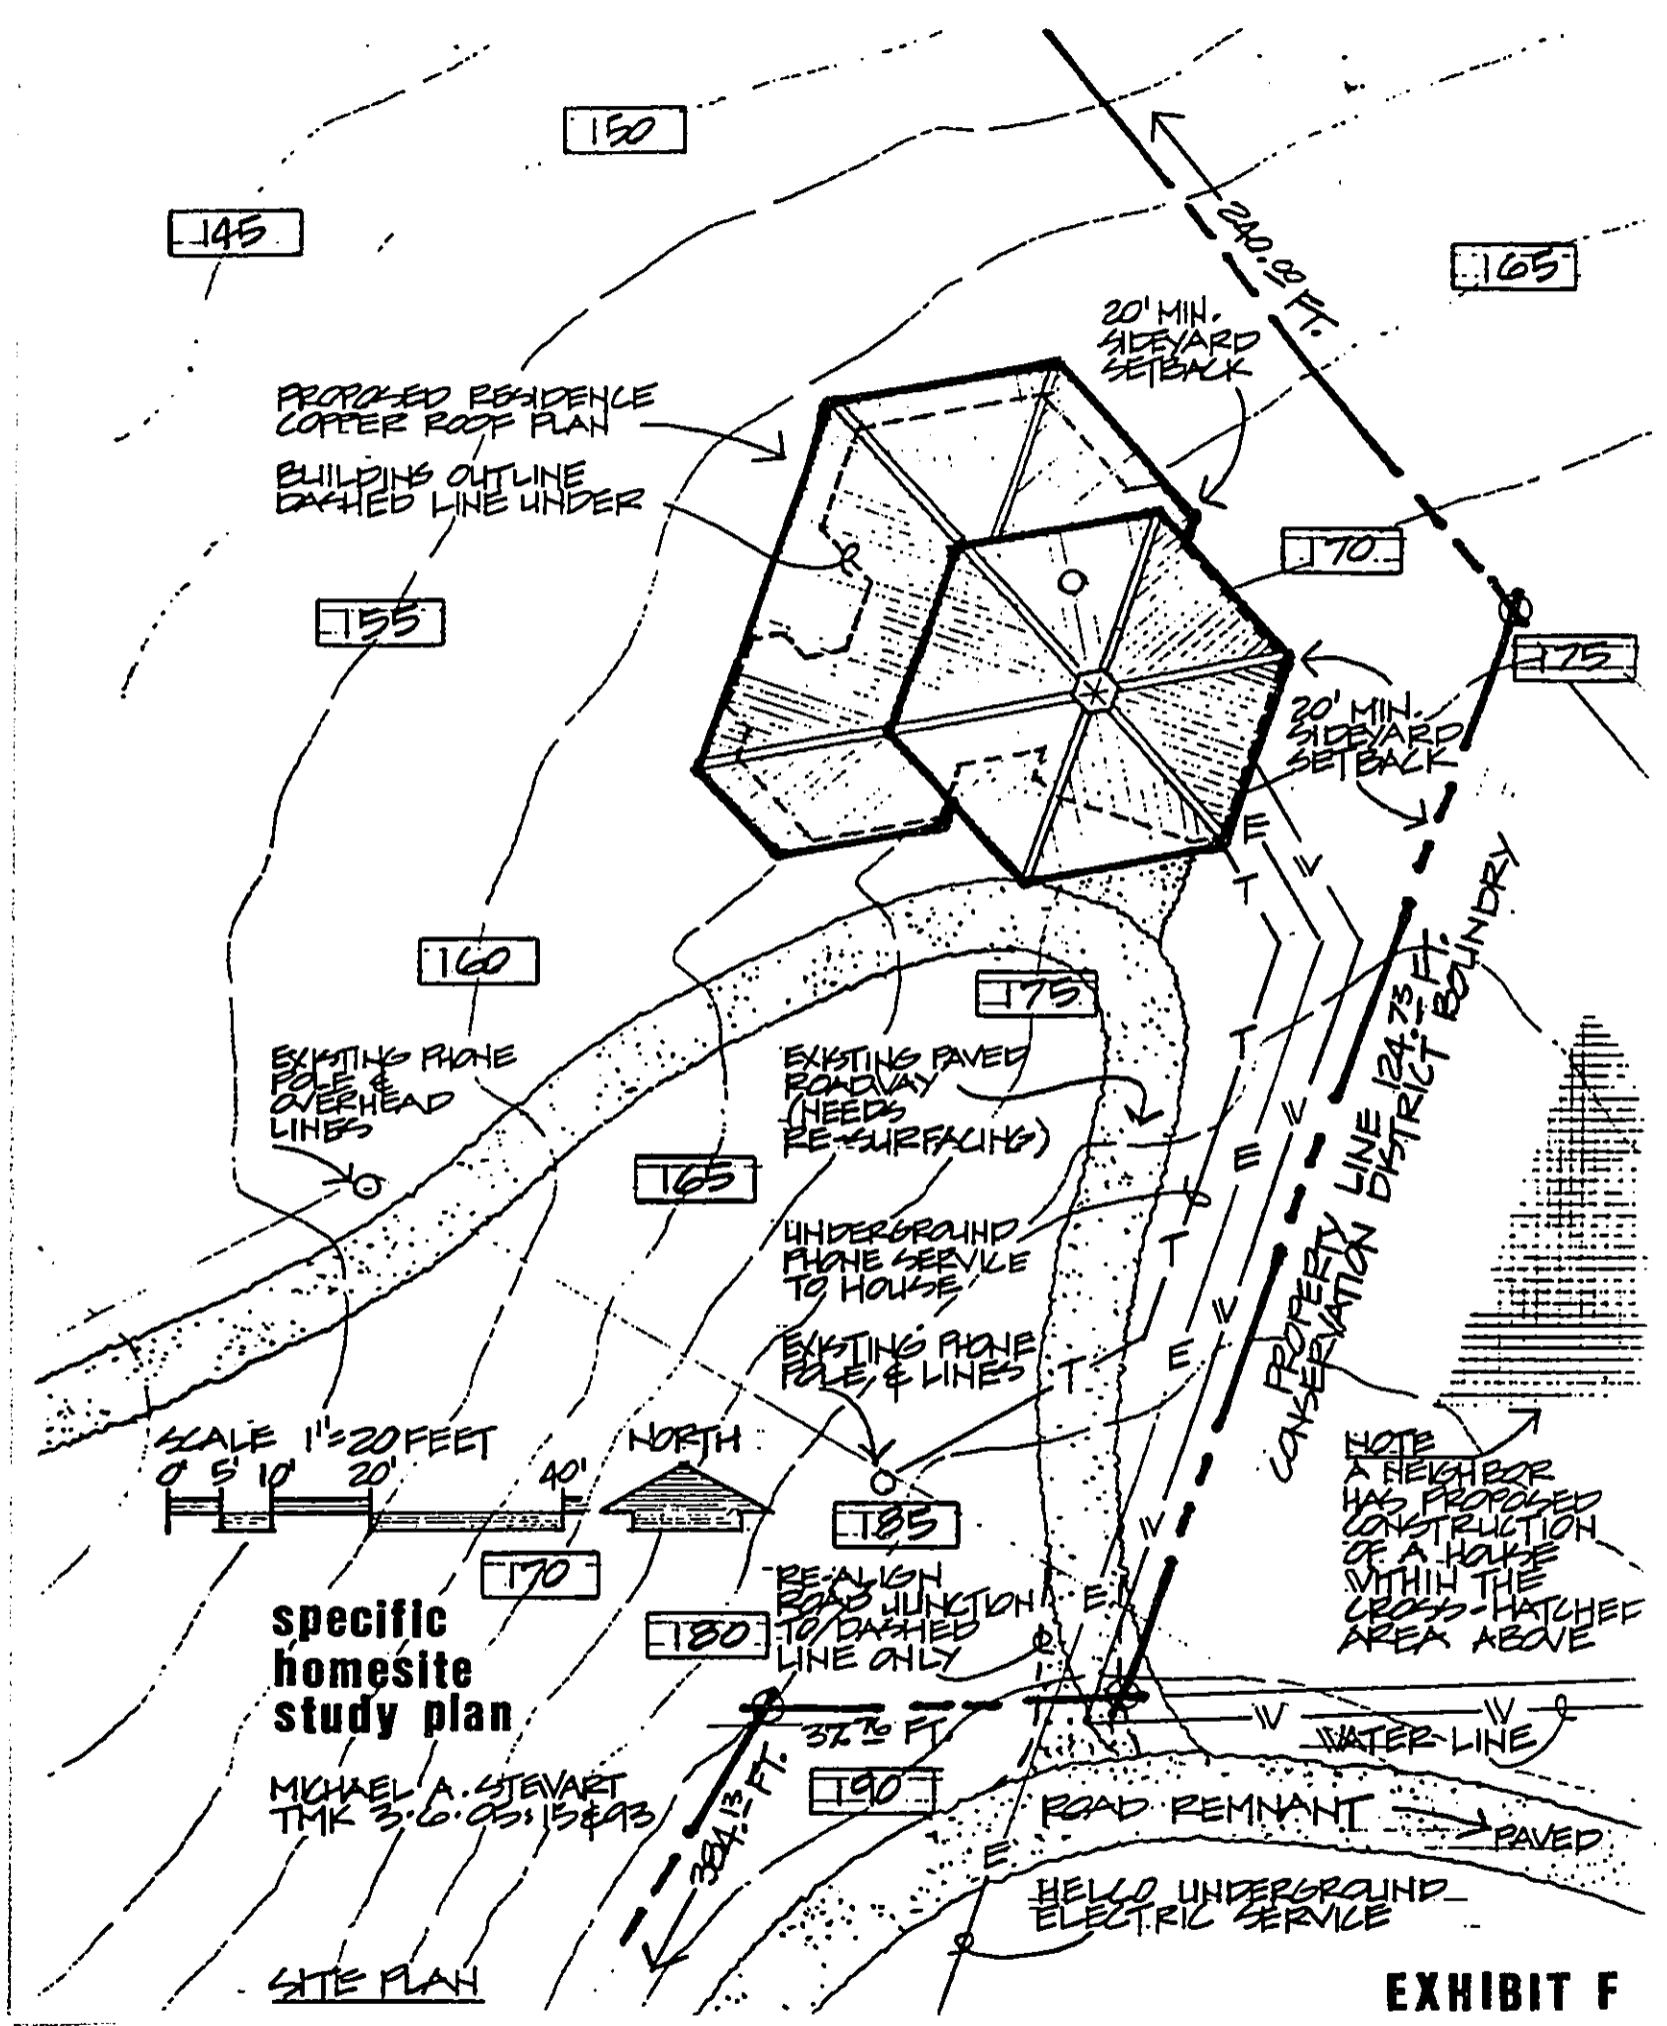 150
145
240.00 FT.
165
20' MIN.
SIDEYARD
SETBACK
PROPOSED RESIDENCE
COPPER ROOF PLAN
BUILDING OUTLINE
DASHED LINE UNDER
170
155
175
20' MIN.
SIDEYARD
SETBACK
E
V
T
160
175
PROPERTY LINE 124.73 FT.
CONSERVATION DISTRICT BOUNDRY
EXISTING PHONE
POLE &
OVERHEAD
LINES
EXISTING PAVED
ROADWAY
(NEEDS
RE-SURFACING)
T
W
E
165
UNDERGROUND
PHONE SERVICE
TO HOUSE
T
W
EXISTING PHONE
POLE & LINES
T
E
SCALE 1"=20 FEET
0' 5' 10' 20' 40'
NORTH
NOTE
A NEIGHBOR
HAS PROPOSED
CONSTRUCTION
OF A HOUSE
WITHIN THE
CROSS-HATCHED
AREA ABOVE
185
W
170
RE-ALIGN
ROAD JUNCTION
TO DASHED
LINE ONLY
E
180
specific
homesite
study plan
37.76 FT.
W W
WATER LINE
MICHAEL A. STEWART
TMK 3·6·05:15&93
384.13 FT.
190
ROAD REMNANT
PAVED
E
HELCO UNDERGROUND
ELECTRIC SERVICE
SITE PLAN
EXHIBIT F